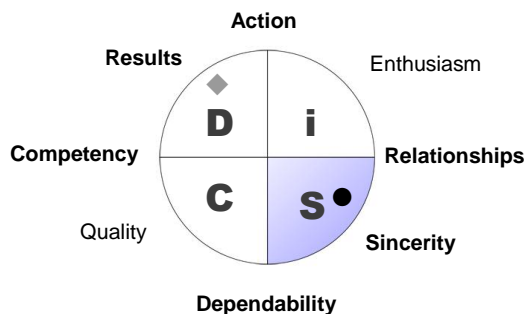 Action
Results
Enthusiasm
D i
Competency
Relationships
C S
Quality
Sincerity
Dependability